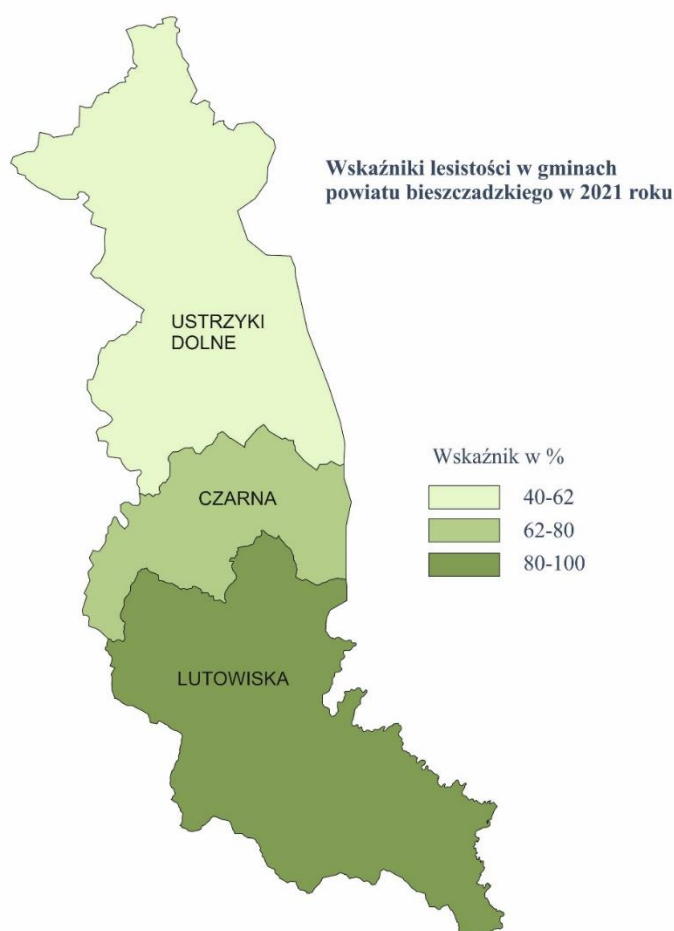 Wskaźniki lesistości w gminach
powiatu bieszczadzkiego w 2021 roku
USTRZYKI
DOLNE
Wskaźnik w %
CZARNA
40-62
62-80
80-100
LUTOWISKA